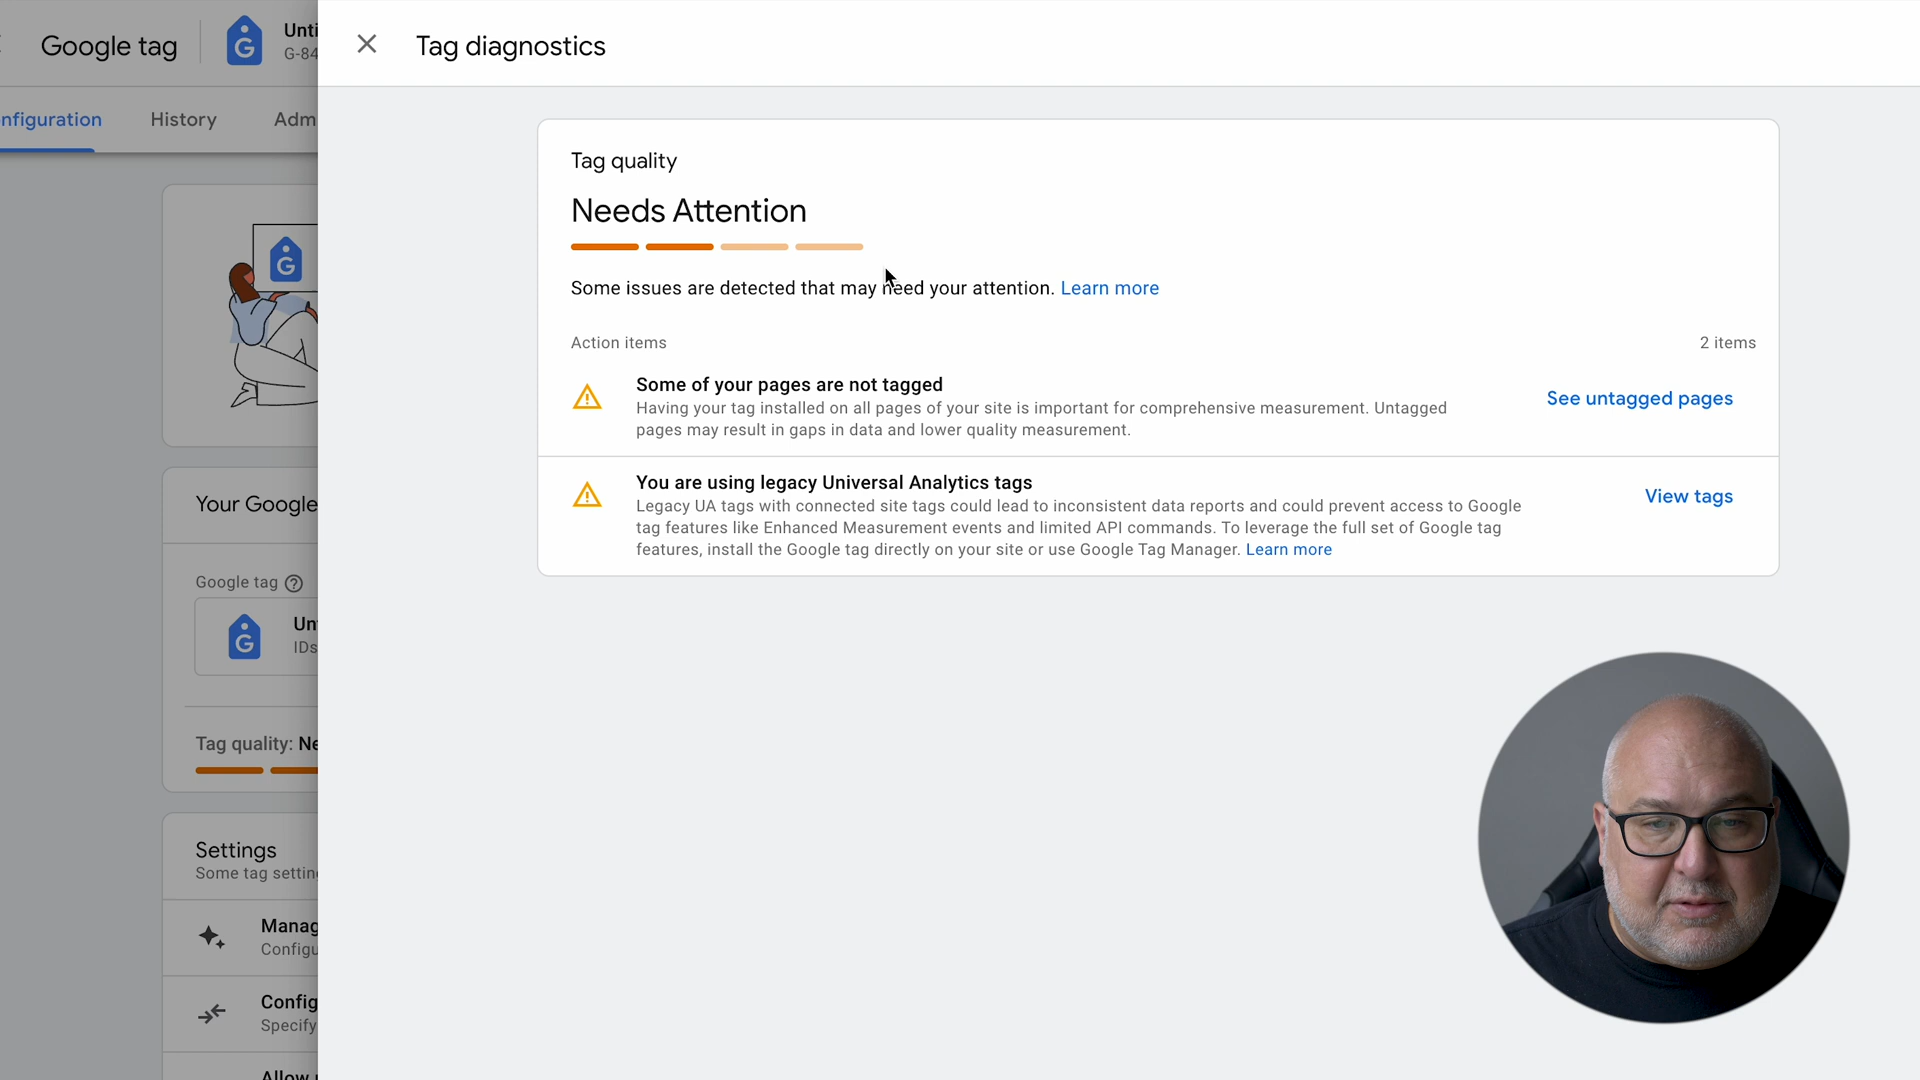 Google tag
Unti
G-84
Tag diagnostics
nfiguration
History
Adm
Tag quality
Needs Attention
Some issues are detected that may need your attention. Learn more
Action items
2 items
Some of your pages are not tagged
Having your tag installed on all pages of your site is important for comprehensive measurement. Untagged
pages may result in gaps in data and lower quality measurement.
See untagged pages
You are using legacy Universal Analytics tags
Legacy UA tags with connected site tags could lead to inconsistent data reports and could prevent access to Google
tag features like Enhanced Measurement events and limited API commands. To leverage the full set of Google tag
features, install the Google tag directly on your site or use Google Tag Manager. Learn more
View tags
G
Your Google
Google tag
Unt
IDs
Tag quality: Ne
Settings
Some tag setting
Manag
Configu
Config
Specify
Allow